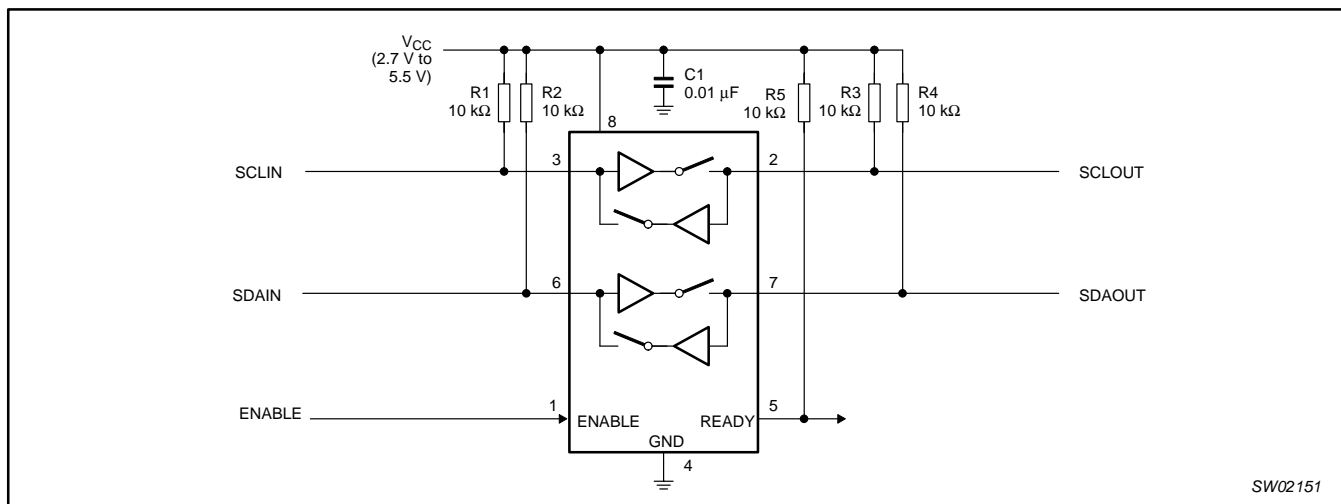 VCC
(2.7 V to
5.5 V)
R1
10 kΩ
R2
10 kΩ
C1
0.01 µF
R5
10 kΩ
R3
10 kΩ
R4
10 kΩ
8
SCLIN
3
2
SCLOUT
SDAIN
6
7
SDAOUT
ENABLE
1
ENABLE
READY
5
GND
4
SW02151